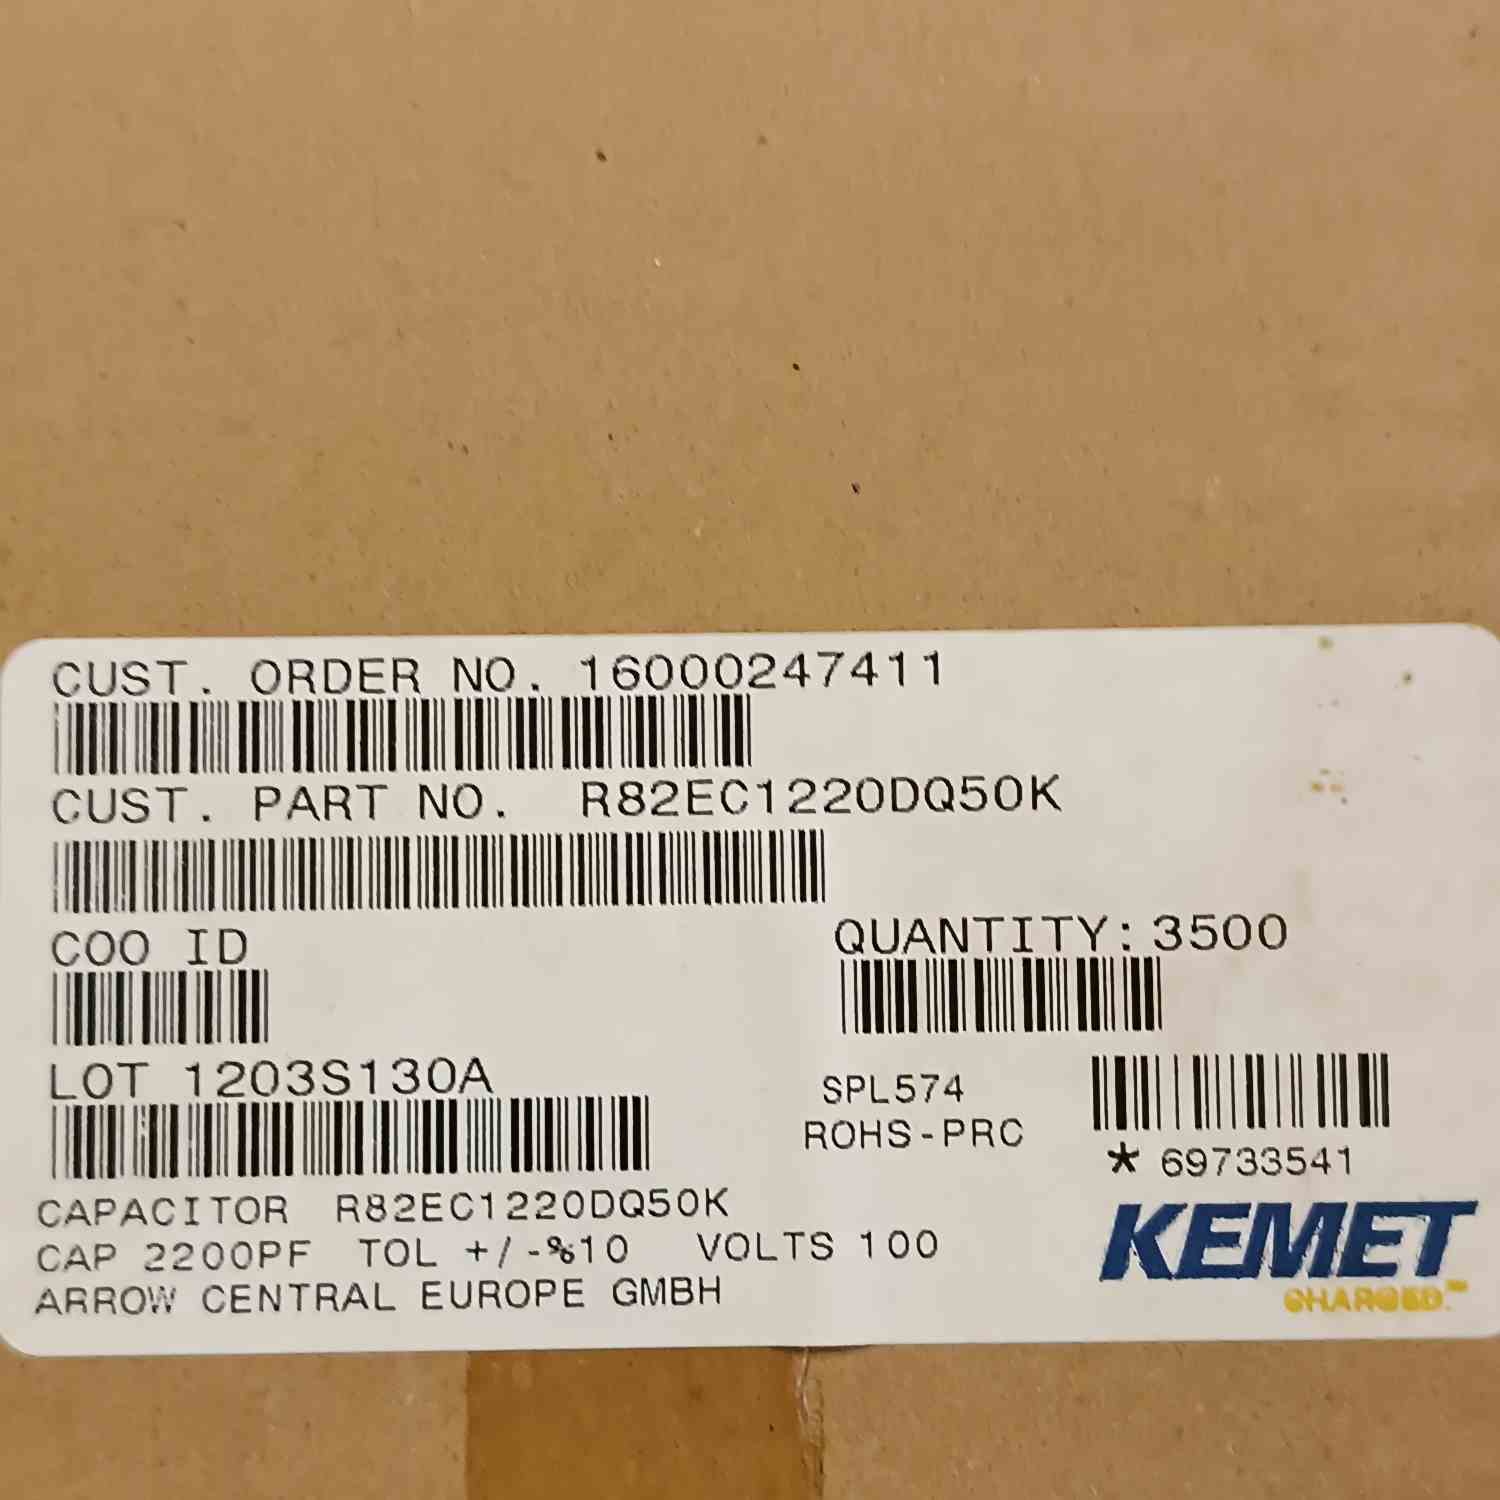 CUST. ORDER NO. 16000247411
CUST. PART NO. R82EC1220DQ50K
COO ID
QUANTITY: 3500
LOT 1203S130A
SPL574
ROHS-PRC
* 69733541
CAPACITOR R82EC1220DQ50K
CAP 2200PF TOL +/-%10 VOLTS 100
ARROW CENTRAL EUROPE GMBH
KEMET
CHARGED.™